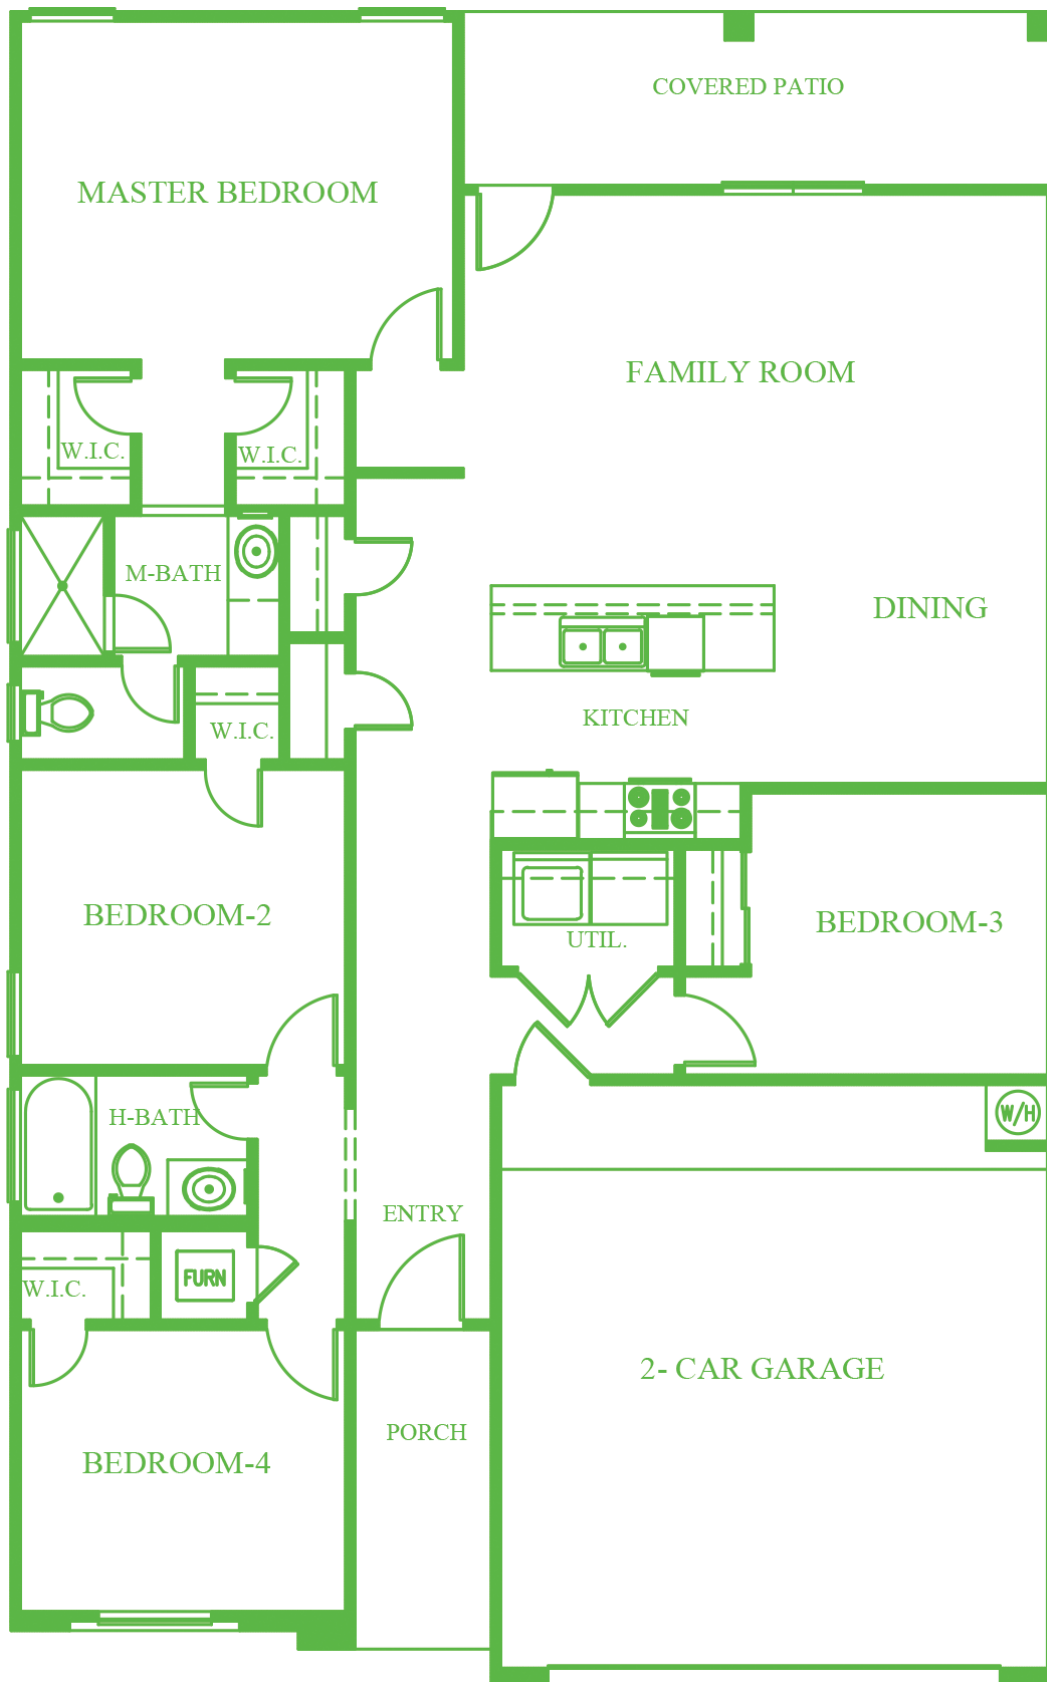 COVERED PATIO
MASTER BEDROOM
FAMILY ROOM
W.I.C.
W.I.C.
M-BATH
DINING
KITCHEN
W.I.C.
BEDROOM-2
BEDROOM-3
UTIL.
H-BATH
W/H
ENTRY
FURN
W.I.C.
2- CAR GARAGE
PORCH
BEDROOM-4